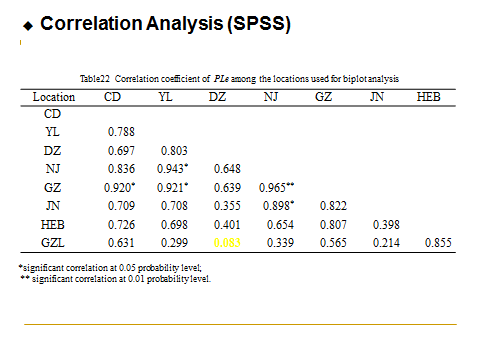 ◆ Correlation Analysis (SPSS)
Table22 Correlation coefficient of PLe among the locations used for biplot analysis
Location CD YL DZ NJ GZ JN HEB
CD
YL 0.788
DZ 0.697 0.803
NJ 0.836 0.943* 0.648
GZ 0.920* 0.921* 0.639 0.965**
JN 0.709 0.708 0.355 0.898* 0.822
HEB 0.726 0.698 0.401 0.654 0.807 0.398
GZL 0.631 0.299 0.083 0.339 0.565 0.214 0.855
*significant correlation at 0.05 probability level;
** significant correlation at 0.01 probability level.